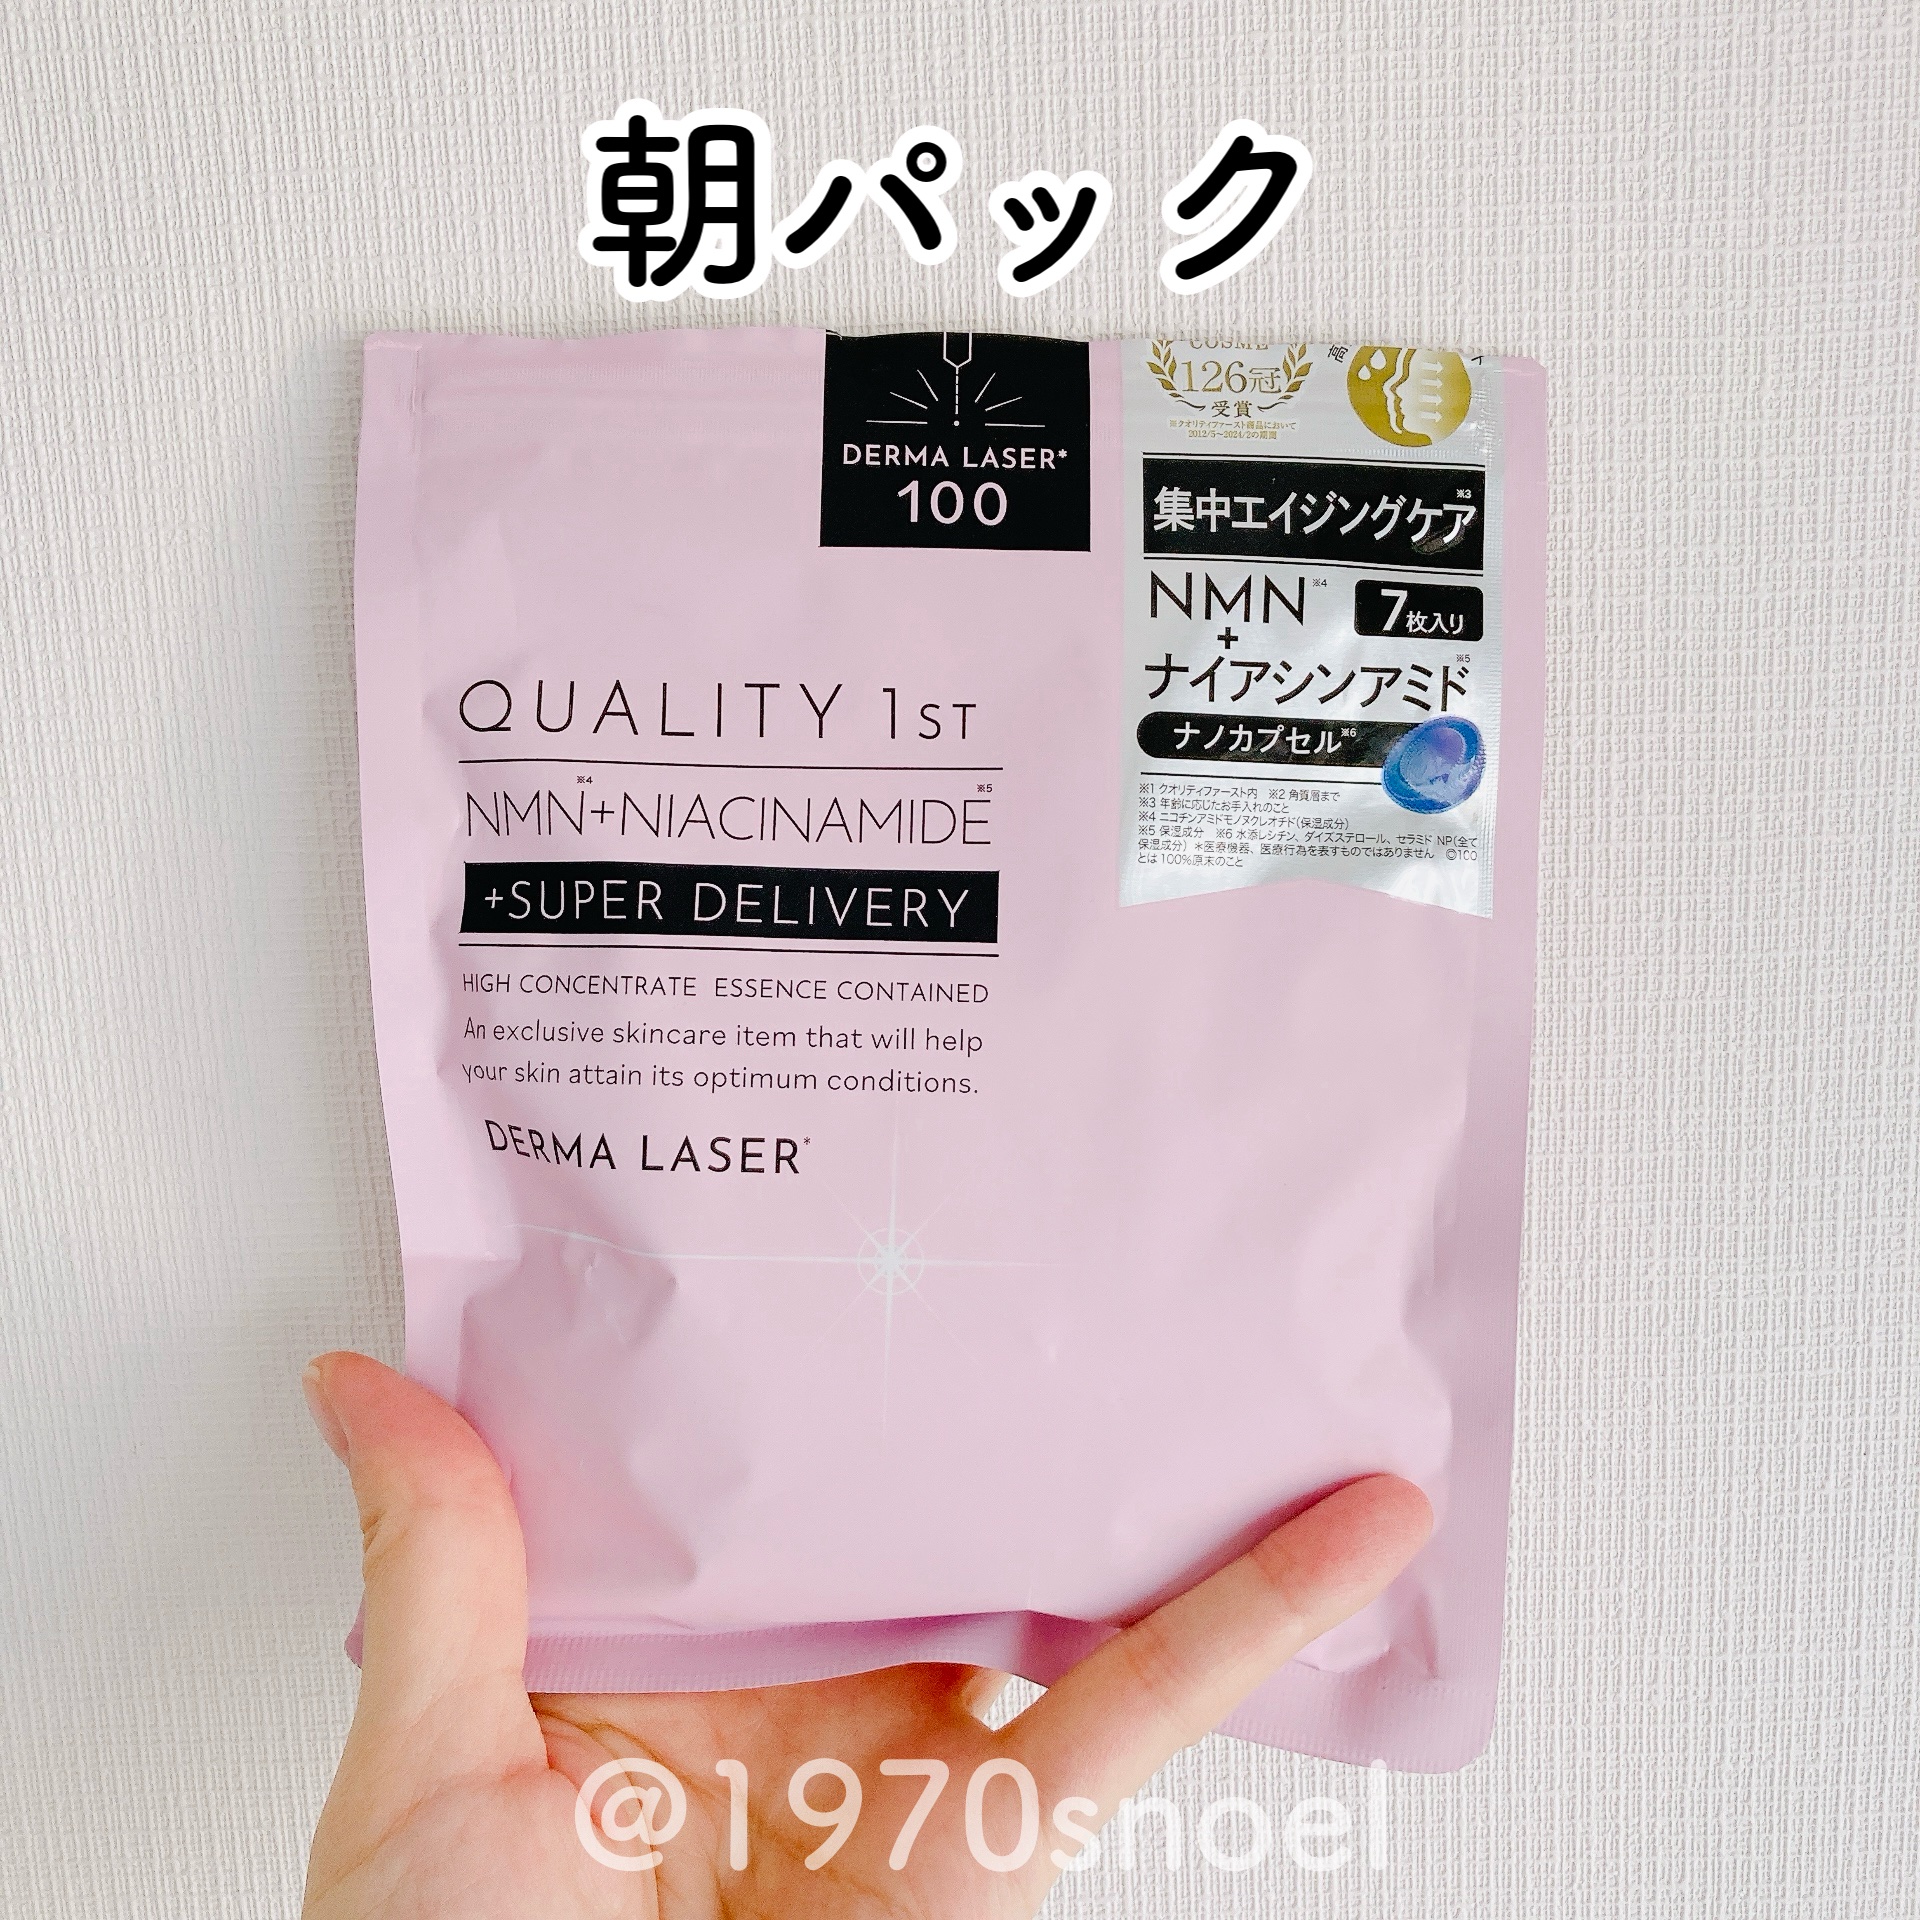 朝パック
DERMA LASER*
100
COSME
126冠
受賞
※クオリティファースト商品において
2012/5~2024/2の期間
高
集中エイジングケア※3
NMN※4
+
7枚入り
ナイアシンアミド※5
ナノカプセル※6
※1 クオリティファースト内 ※2 角質層まで
※3 年齢に応じたお手入れのこと
※4 ニコチンアミドモノヌクレオチド(保湿成分)
※5 保湿成分 ※6 水添レシチン、ダイズステロール、セラミド NP(全て
保湿成分) *医療機器、医療行為を表すものではありません ©100
とは100%原末のこと
QUALITY 1ST
NMN※4+NIACINAMIDE※5
+SUPER DELIVERY
HIGH CONCENTRATE ESSENCE CONTAINED
An exclusive skincare item that will help
your skin attain its optimum conditions.
DERMA LASER*
@1970snoel